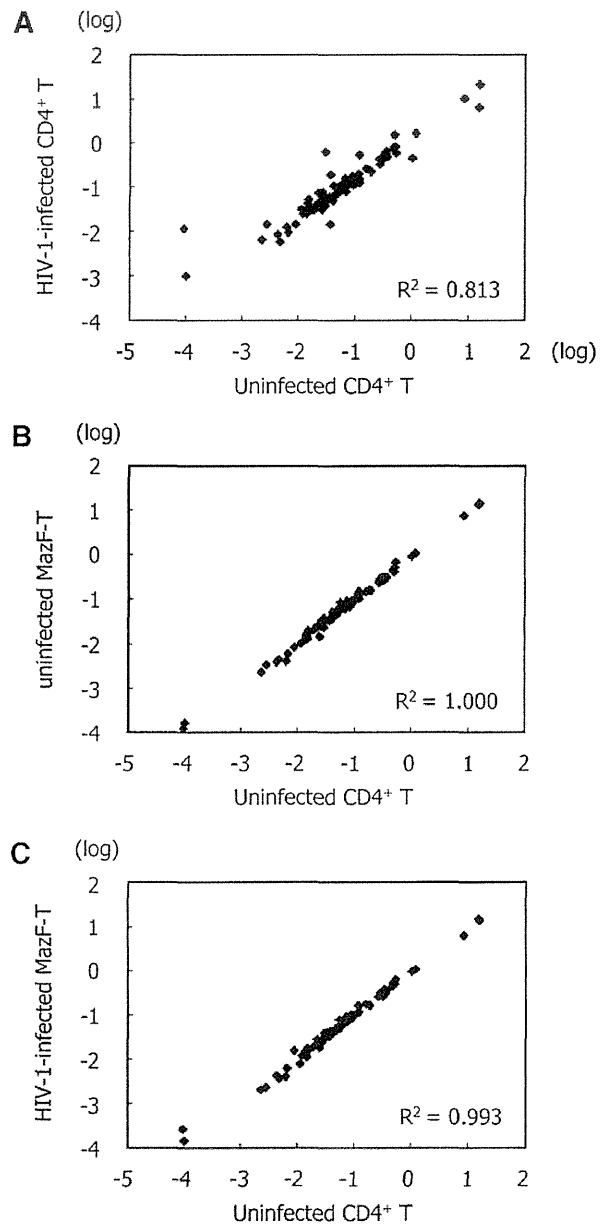 A (log)
2
1
0
-1
-2
-3
-4
HIV-1-infected CD4⁺ T
R² = 0.813
-5 -4 -3 -2 -1 0 1 2 (log)
Uninfected CD4⁺ T
B (log)
2
1
0
-1
-2
-3
-4
uninfected MazF-T
R² = 1.000
-5 -4 -3 -2 -1 0 1 2
Uninfected CD4⁺ T
C (log)
2
1
0
-1
-2
-3
-4
HIV-1-infected MazF-T
R² = 0.993
-5 -4 -3 -2 -1 0 1 2
Uninfected CD4⁺ T